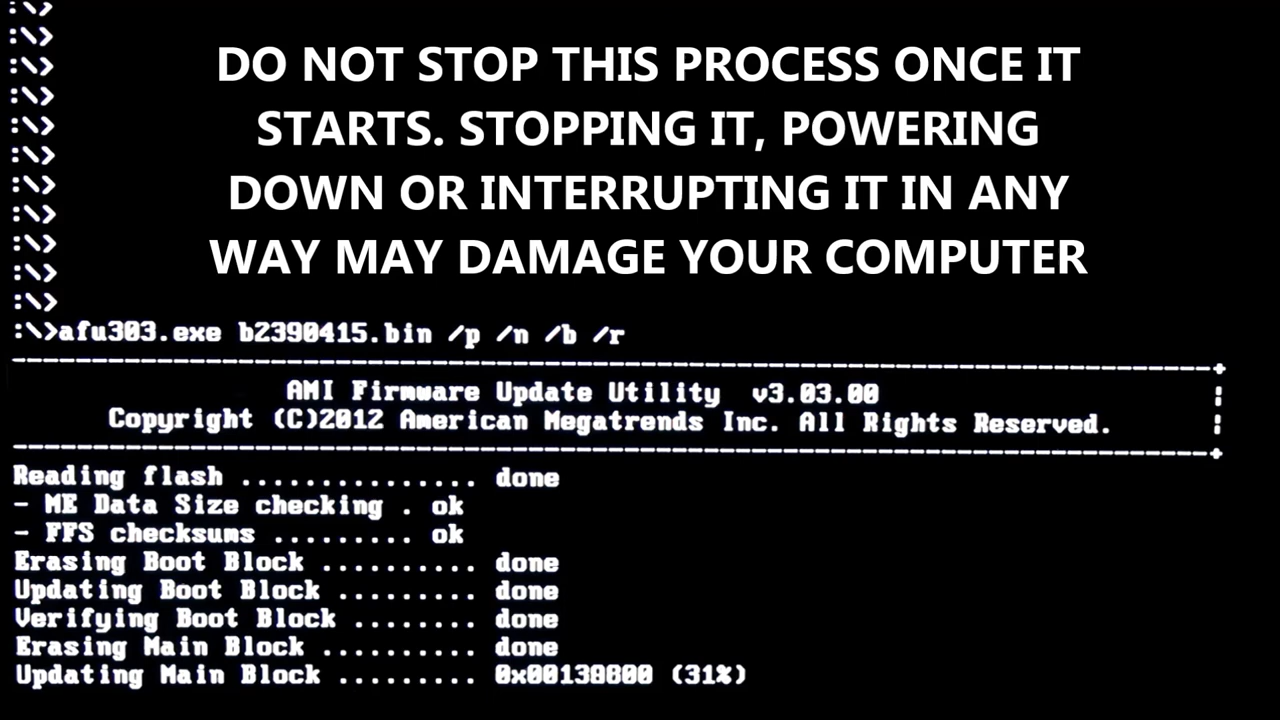 :\>
:\>
:\>
:\>
:\>
:\>
:\>
:\>
:\>
:\>
:\>
DO NOT STOP THIS PROCESS ONCE IT
STARTS. STOPPING IT, POWERING
DOWN OR INTERRUPTING IT IN ANY
WAY MAY DAMAGE YOUR COMPUTER
:\>afu303.exe b2390415.bin /p /n /b /r
AMI Firmware Update Utility v3.03.00
Copyright (C)2012 American Megatrends Inc. All Rights Reserved.
Reading flash ............... done
- ME Data Size checking . ok
- FFS checksums ......... ok
Erasing Boot Block .......... done
Updating Boot Block ......... done
Verifying Boot Block ........ done
Erasing Main Block .......... done
Updating Main Block ......... 0x00138800 (31%)